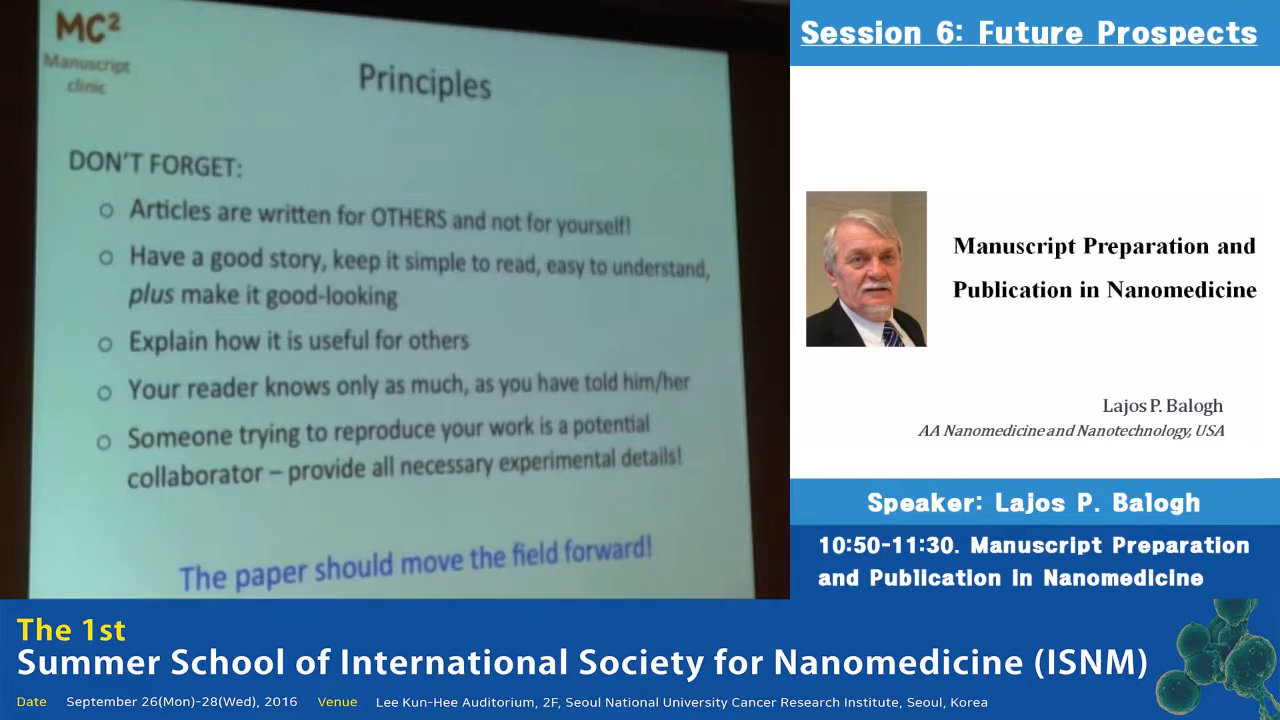 MC²
Manuscript
clinic
Principles
DON'T FORGET:
Articles are written for OTHERS and not for yourself!
Have a good story, keep it simple to read, easy to understand,
plus make it good-looking
Explain how it is useful for others
Your reader knows only as much, as you have told him/her
Someone trying to reproduce your work is a potential
collaborator – provide all necessary experimental details!
The paper should move the field forward!
Session 6: Future Prospects
Manuscript Preparation and
Publication in Nanomedicine
Lajos P. Balogh
AA Nanomedicine and Nanotechnology, USA
Speaker: Lajos P. Balogh
10:50-11:30. Manuscript Preparation
and Publication in Nanomedicine
The 1st
Summer School of International Society for Nanomedicine (ISNM)
Date September 26(Mon)-28(Wed), 2016 Venue Lee Kun-Hee Auditorium, 2F, Seoul National University Cancer Research Institute, Seoul, Korea